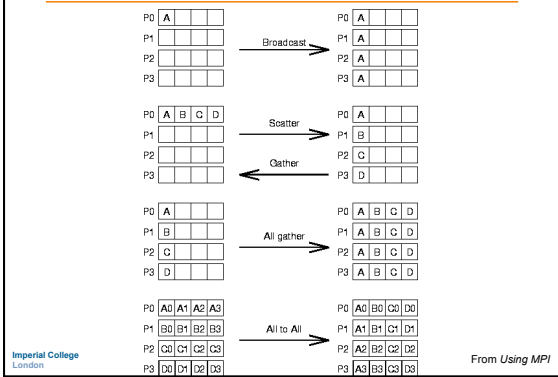 P0 A P0 A
P1 Broadcast P1 A
P2 P2 A
P3 P3 A
P0 A B C D P0 A
P1 Scatter P1 B
P2 Gather P2 C
P3 P3 D
P0 A P0 A B C D
P1 B All gather P1 A B C D
P2 C P2 A B C D
P3 D P3 A B C D
P0 A0 A1 A2 A3 P0 A0 B0 C0 D0
P1 B0 B1 B2 B3 All to All P1 A1 B1 C1 D1
P2 C0 C1 C2 C3 P2 A2 B2 C2 D2
P3 D0 D1 D2 D3 P3 A3 B3 C3 D3
Imperial College
London
From Using MPI